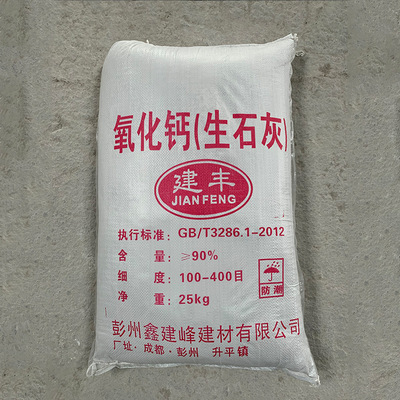 氧化钙(生石灰)
建丰
JIANFENG
执行标准: GB/T3286.1-2012
含 量: ≥90%
细 度: 100-400目
净 重: 25kg
防潮
彭州鑫建峰建材有限公司
厂址·成都·彭州 升平镇